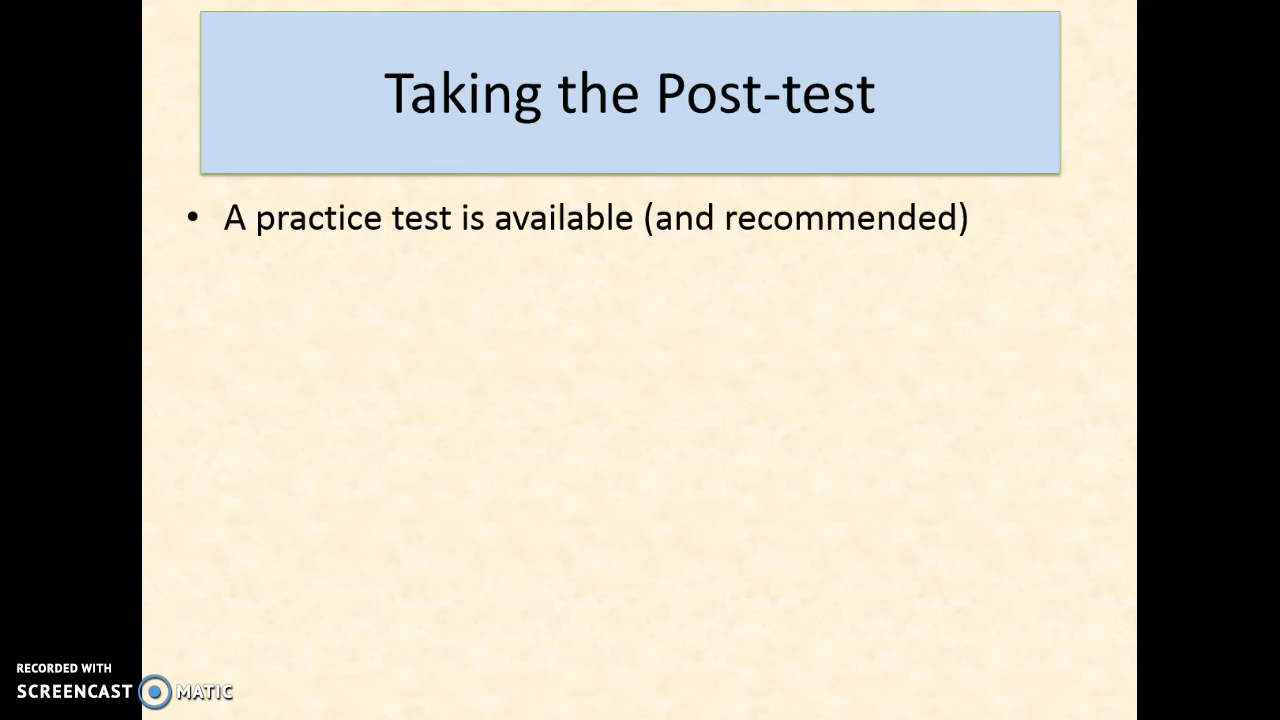 Taking the Post-test
• A practice test is available (and recommended)
RECORDED WITH
SCREENCAST MATIC